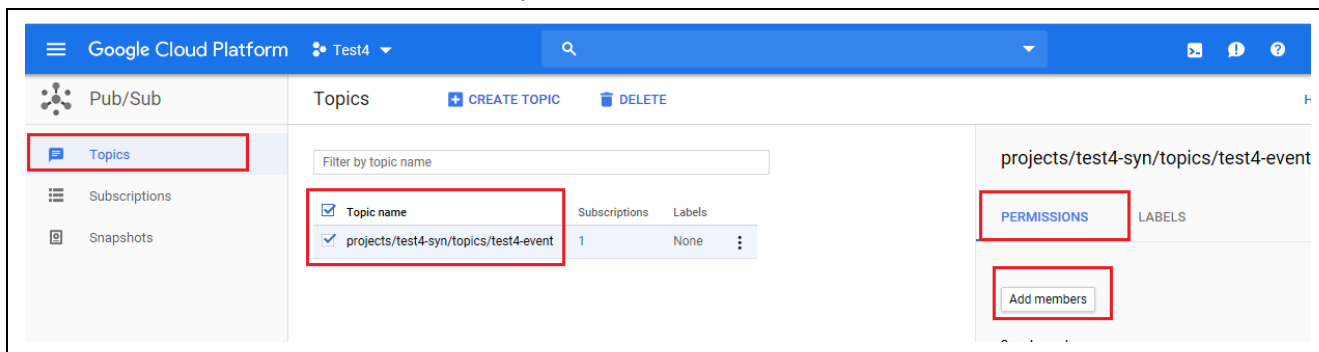 Google Cloud Platform Test4
Pub/Sub Topics CREATE TOPIC DELETE
Topics
Subscriptions
Snapshots
Filter by topic name
Topic name Subscriptions Labels
projects/test4-syn/topics/test4-event 1 None
projects/test4-syn/topics/test4-event
PERMISSIONS LABELS
Add members